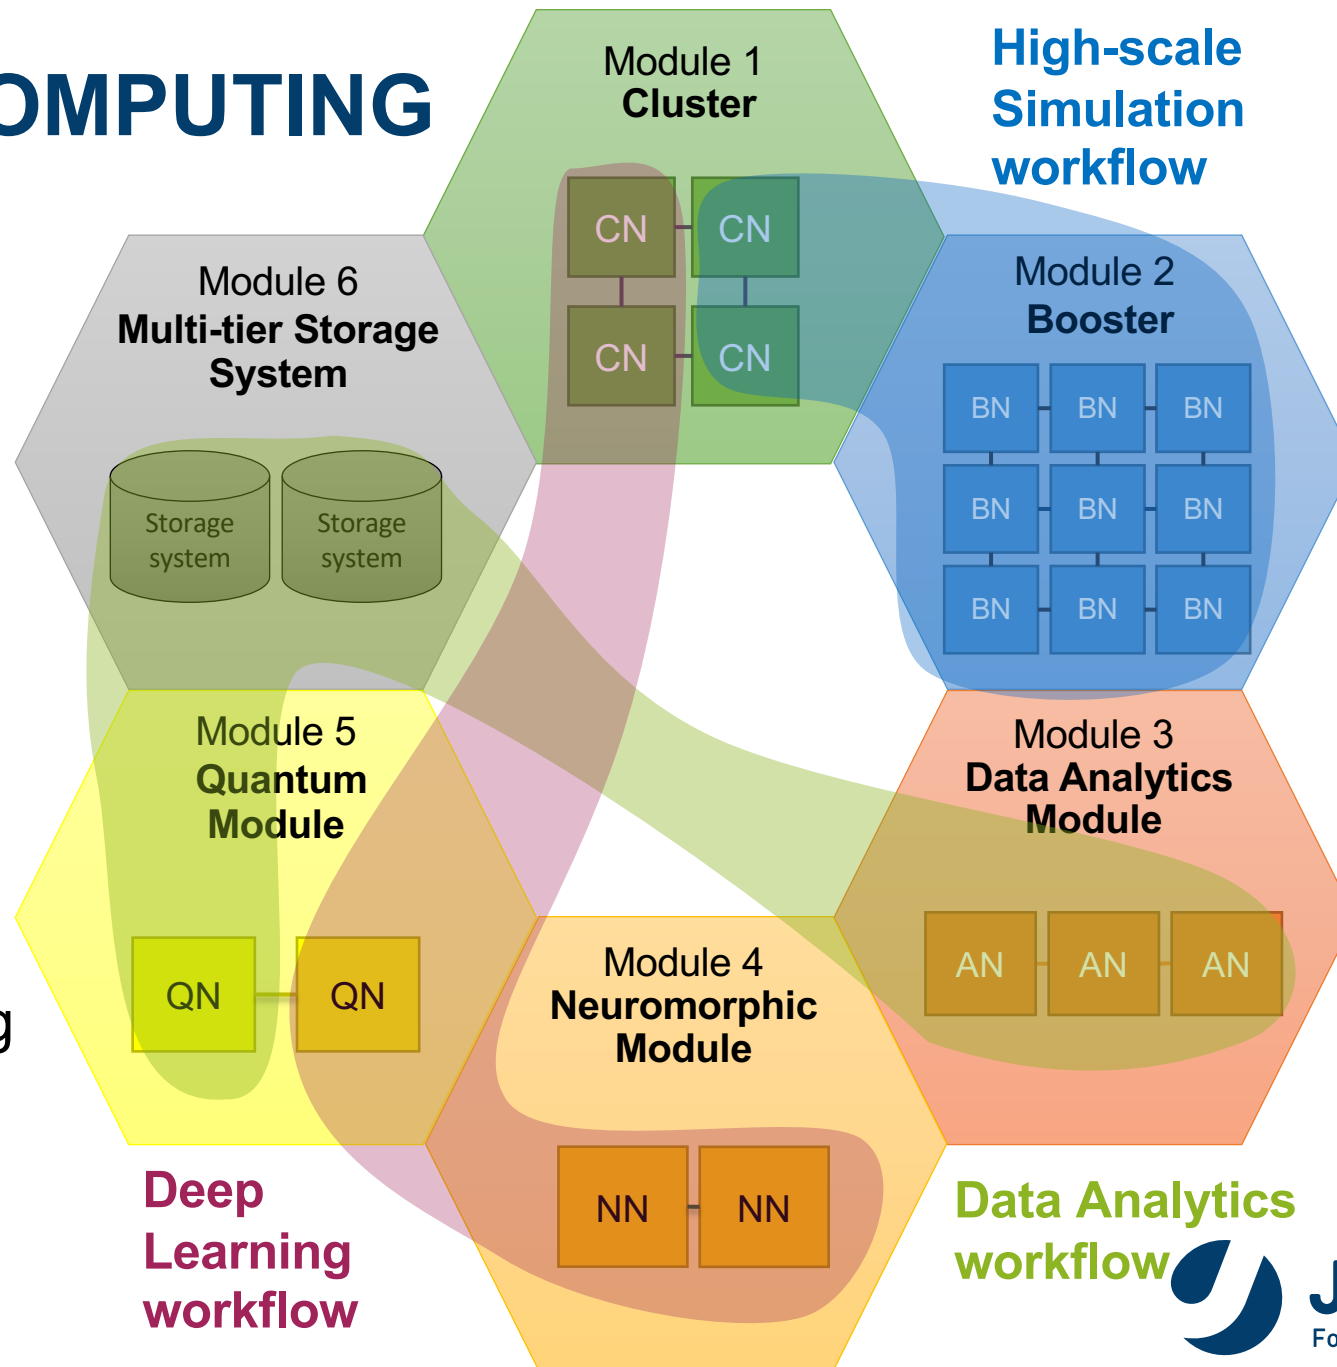 OMPUTING
High-scale
Simulation
workflow
Module 1
Cluster
CN CN
CN CN
Module 6
Multi-tier Storage
System
Storage
system
Storage
system
Module 2
Booster
BN BN BN
BN BN BN
BN BN BN
Module 5
Quantum
Module
QN QN
Module 3
Data Analytics
Module
AN AN AN
g
Module 4
Neuromorphic
Module
NN NN
Deep
Learning
workflow
Data Analytics
workflow
J
Fo